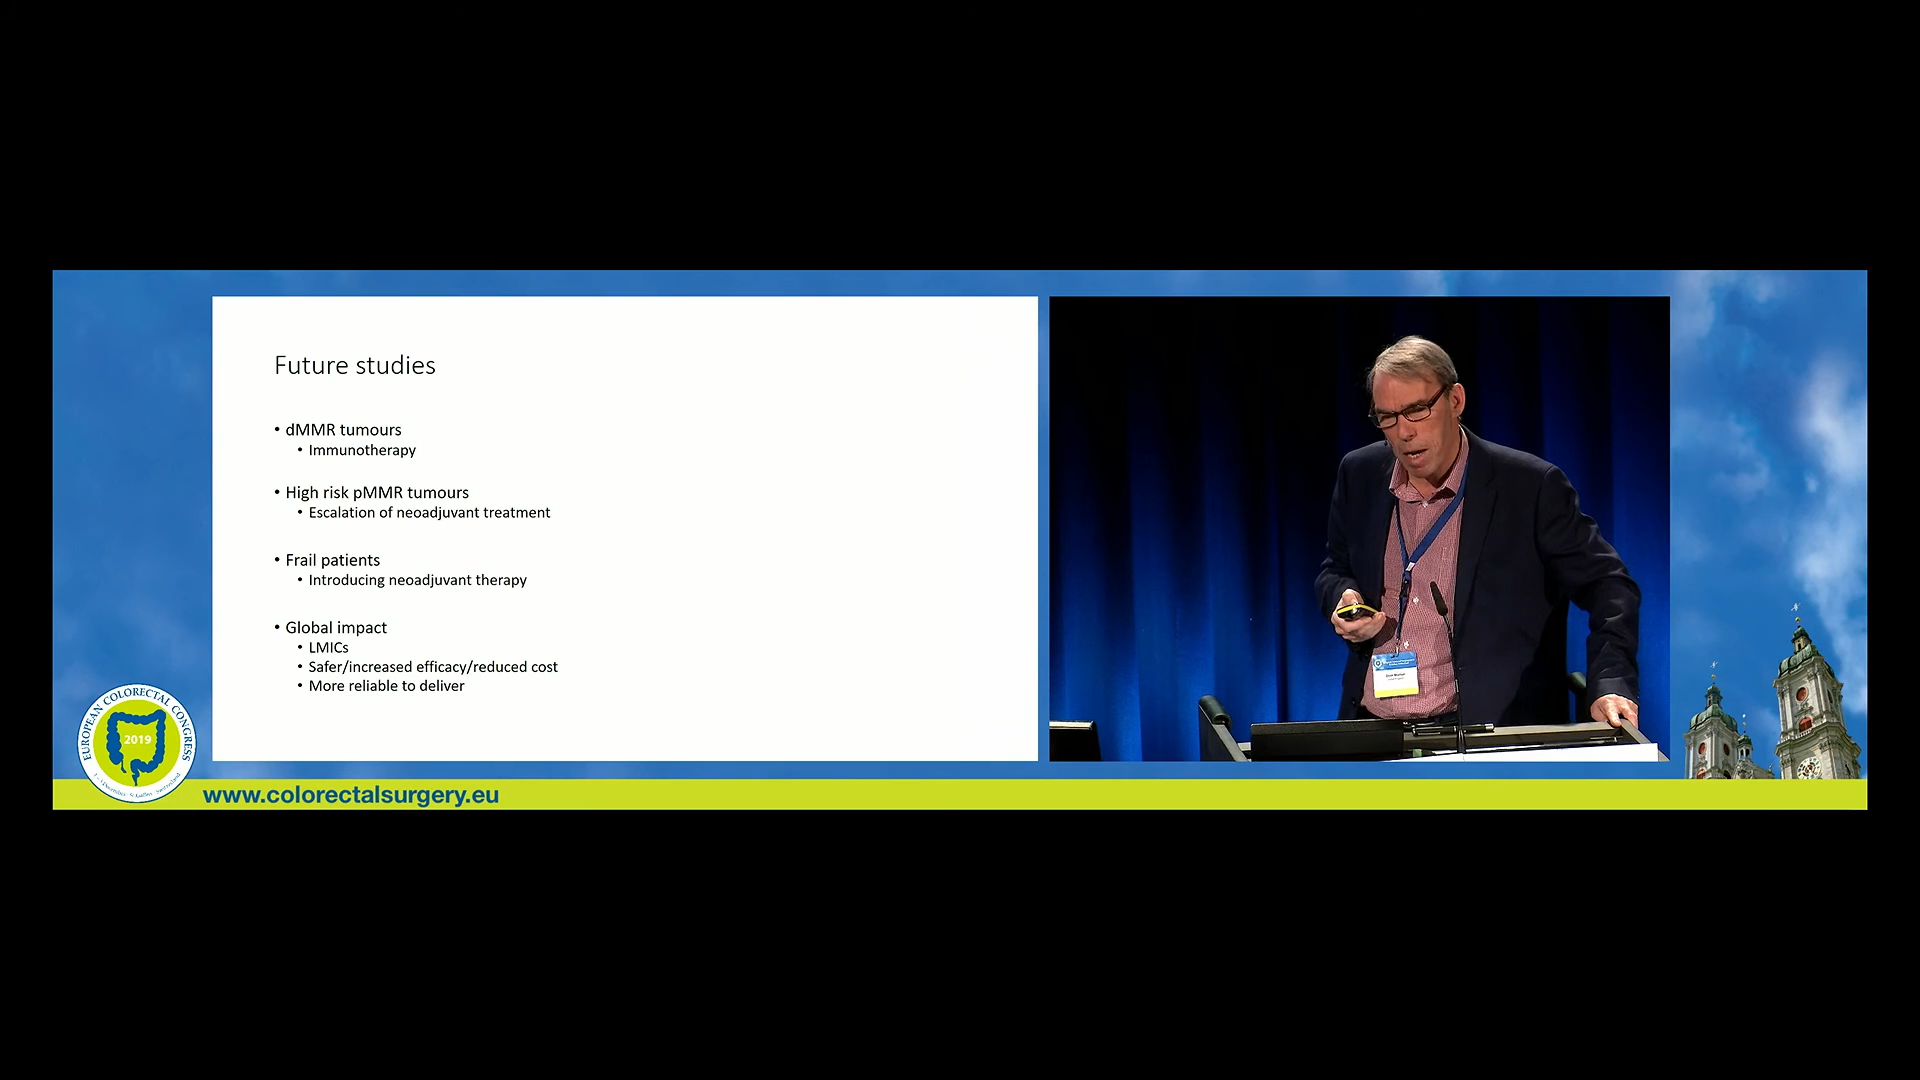 Future studies
• dMMR tumours
• Immunotherapy
• High risk pMMR tumours
• Escalation of neoadjuvant treatment
• Frail patients
• Introducing neoadjuvant therapy
• Global impact
• LMICs
• Safer/increased efficacy/reduced cost
• More reliable to deliver
EUROPEAN COLORECTAL CONGRESS
2019
www.colorectalsurgery.eu